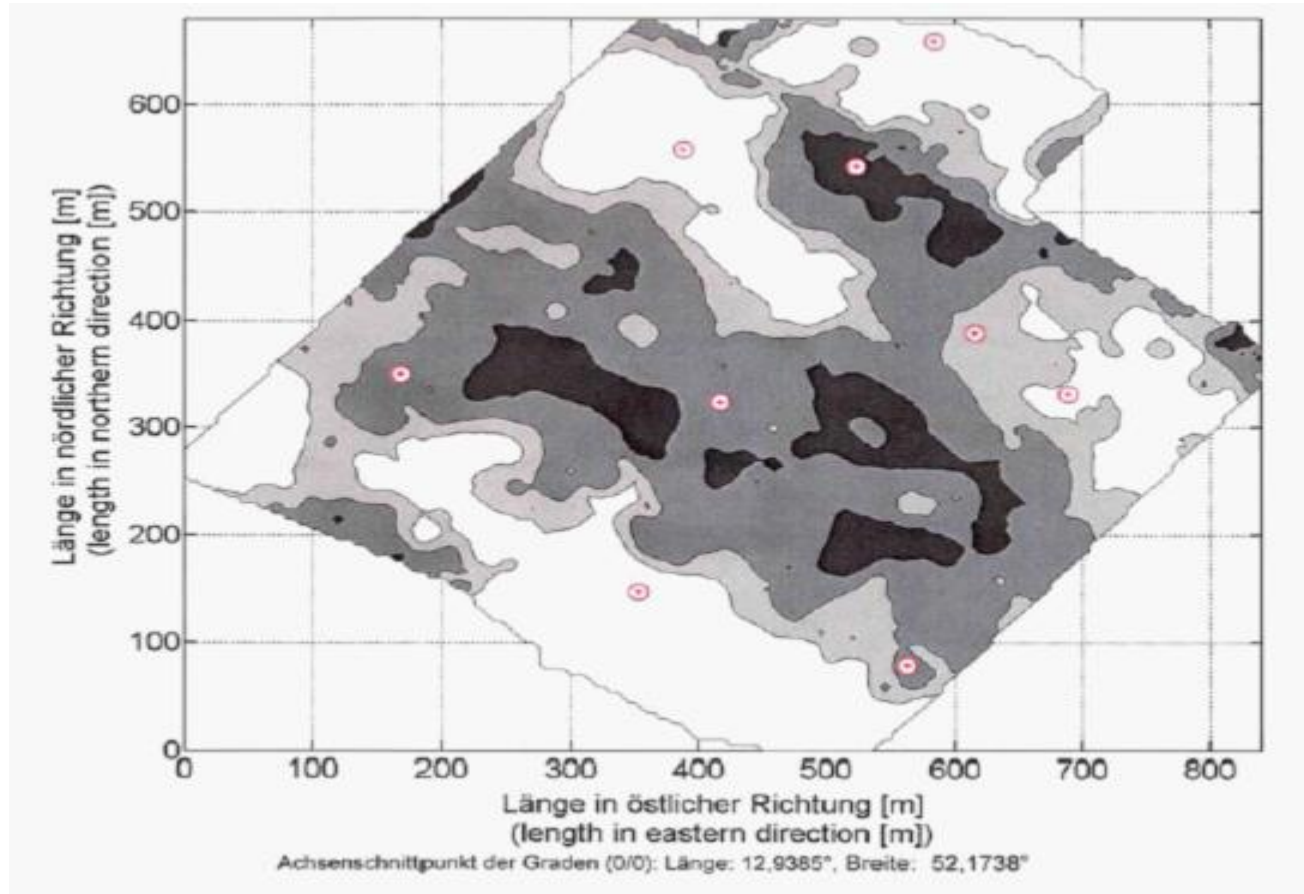 600
500
400
300
200
100
0
Länge in nördlicher Richtung [m]
(length in northern direction [m])
0 100 200 300 400 500 600 700 800
Länge in östlicher Richtung [m]
(length in eastern direction [m])
Achsenschnittpunkt der Graden (0/0): Länge: 12,9385°, Breite: 52,1738°